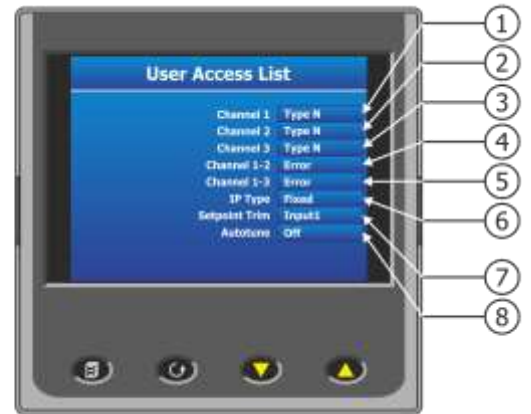 User Access List
Channel 1 Type N
Channel 2 Type N
Channel 3 Type N
Channel 1-2 Error
Channel 1-3 Error
IP Type Fixed
Setpoint Trim Input1
Autotune Off
1
2
3
4
5
6
7
8